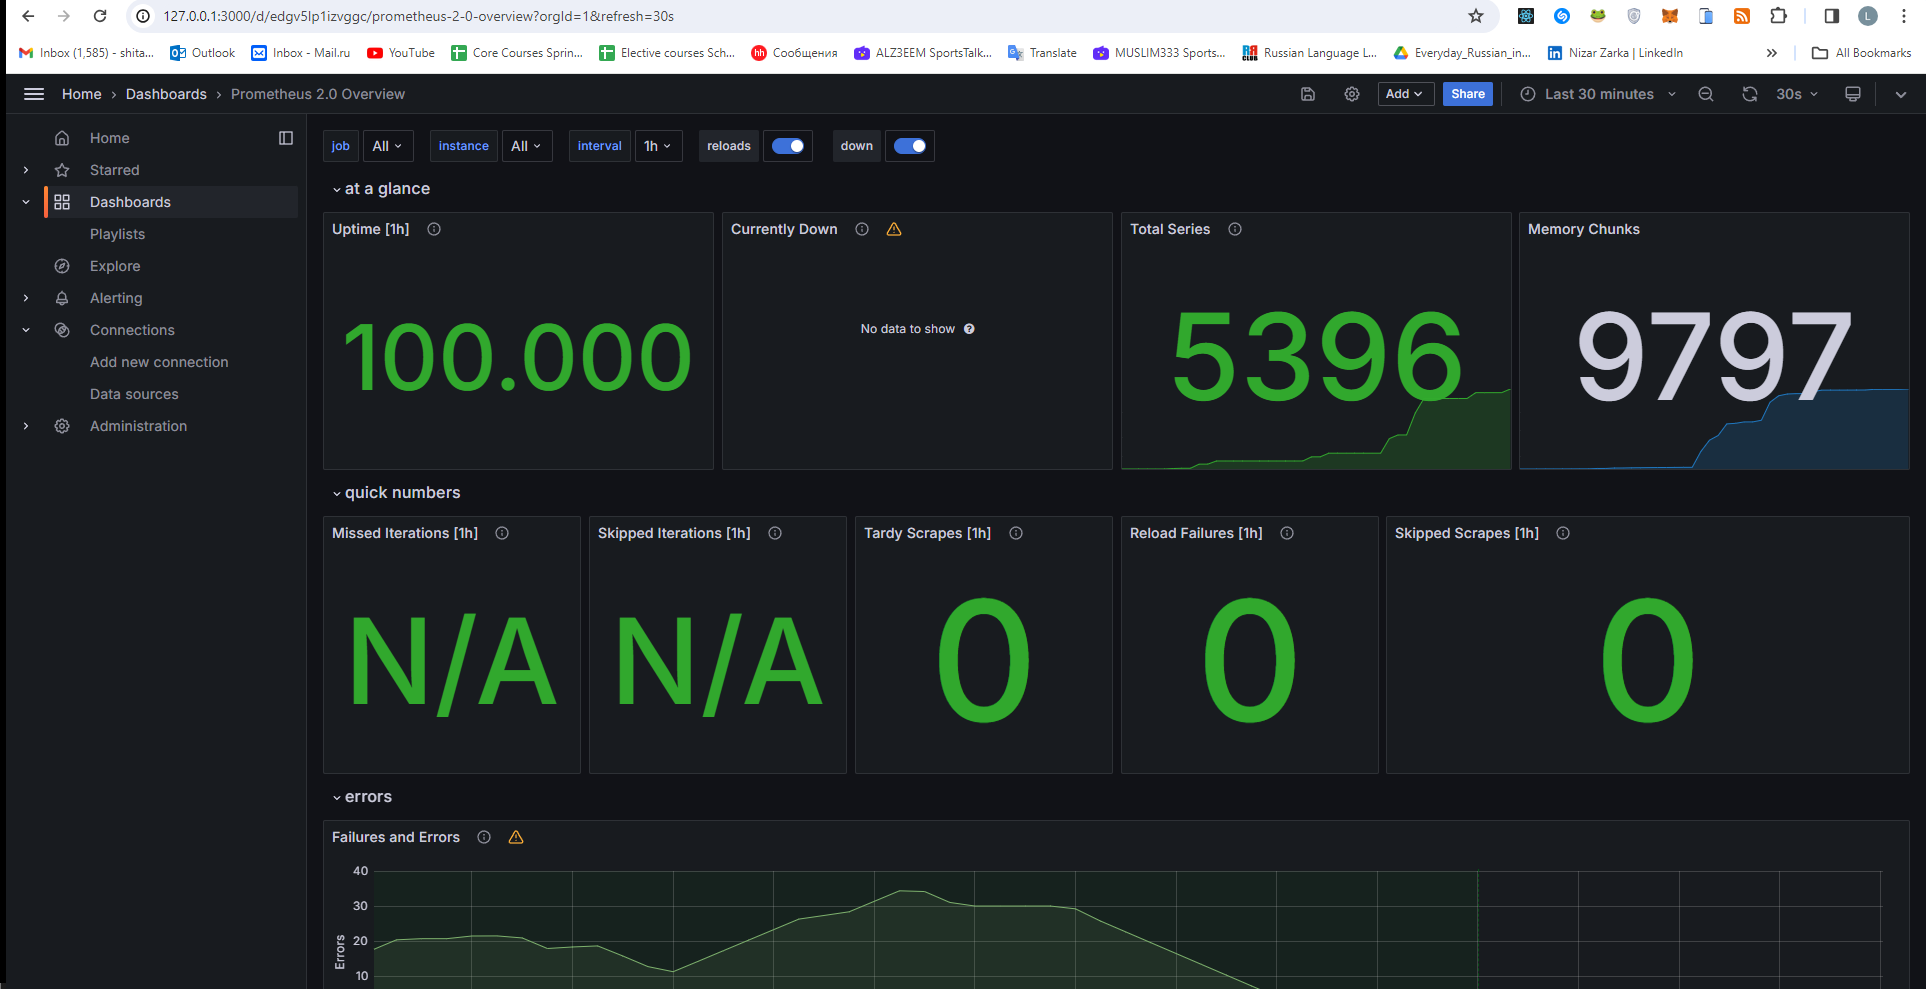 127.0.0.1:3000/d/edgv5lp1izvggc/prometheus-2-0-overview?orgId=1&refresh=30s
L
Inbox (1,585) - shita... Outlook Inbox - Mail.ru YouTube Core Courses Sprin... Elective courses Sch... hh Сообщения ALZ3EEM SportsTalk... Translate MUSLIM333 Sports... Russian Language L... Everyday_Russian_in... Nizar Zarka | LinkedIn » All Bookmarks
Home › Dashboards › Prometheus 2.0 Overview Add Share Last 30 minutes 30s
Home
Starred
Dashboards
Playlists
Explore
Alerting
Connections
Add new connection
Data sources
Administration
job All instance All interval 1h reloads down
at a glance
Uptime [1h] Currently Down Total Series Memory Chunks
100.000 No data to show 5396 9797
quick numbers
Missed Iterations [1h] Skipped Iterations [1h] Tardy Scrapes [1h] Reload Failures [1h] Skipped Scrapes [1h]
N/A N/A 0 0 0
errors
Failures and Errors
40
30
20
10
Errors